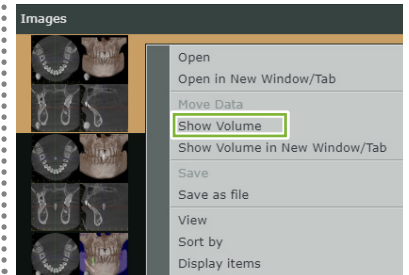 Images
Open
Open in New Window/Tab
Move Data
Show Volume
Show Volume in New Window/Tab
Save
Save as file
View
Sort by
Display items